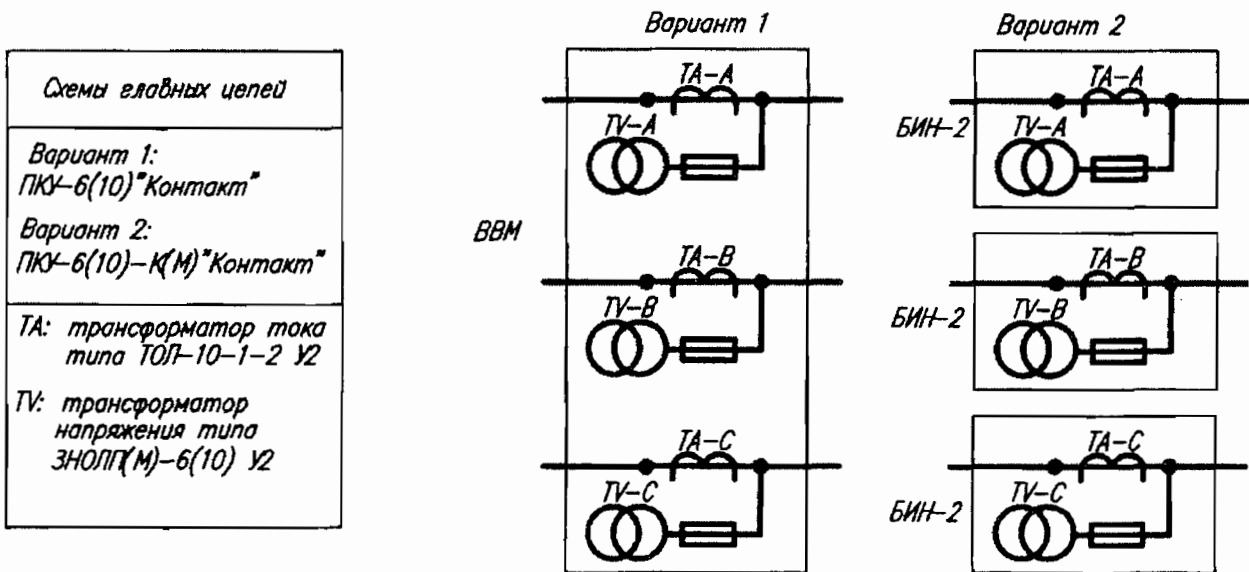 Схемы главных цепей
Вариант 1:
ПКУ-6(10)"Контакт"
Вариант 2:
ПКУ-6(10)-К(М)"Контакт"
ТА: трансформатор тока
типа ТОЛ-10-1-2 У2
TV: трансформатор
напряжения типа
ЗНОЛП(М)-6(10) У2
Вариант 1
ТА-А
TV-A
ВВМ
ТА-В
TV-B
ТА-С
TV-C
Вариант 2
ТА-А
БИН-2
TV-A
ТА-В
БИН-2
TV-B
ТА-С
БИН-2
TV-C